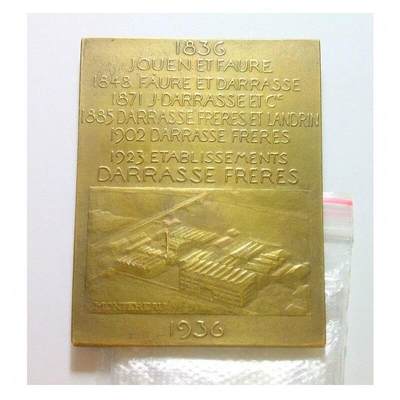 1836
JOUEN ET FAURE
1848 FAURE ET DARRASSE
1871 J DARRASSE ET Cie
1885 DARRASSE FRERES ET LANDRIN
1902 DARRASSE FRERES
1923 ETABLISSEMENTS
DARRASSE FRERES
1936